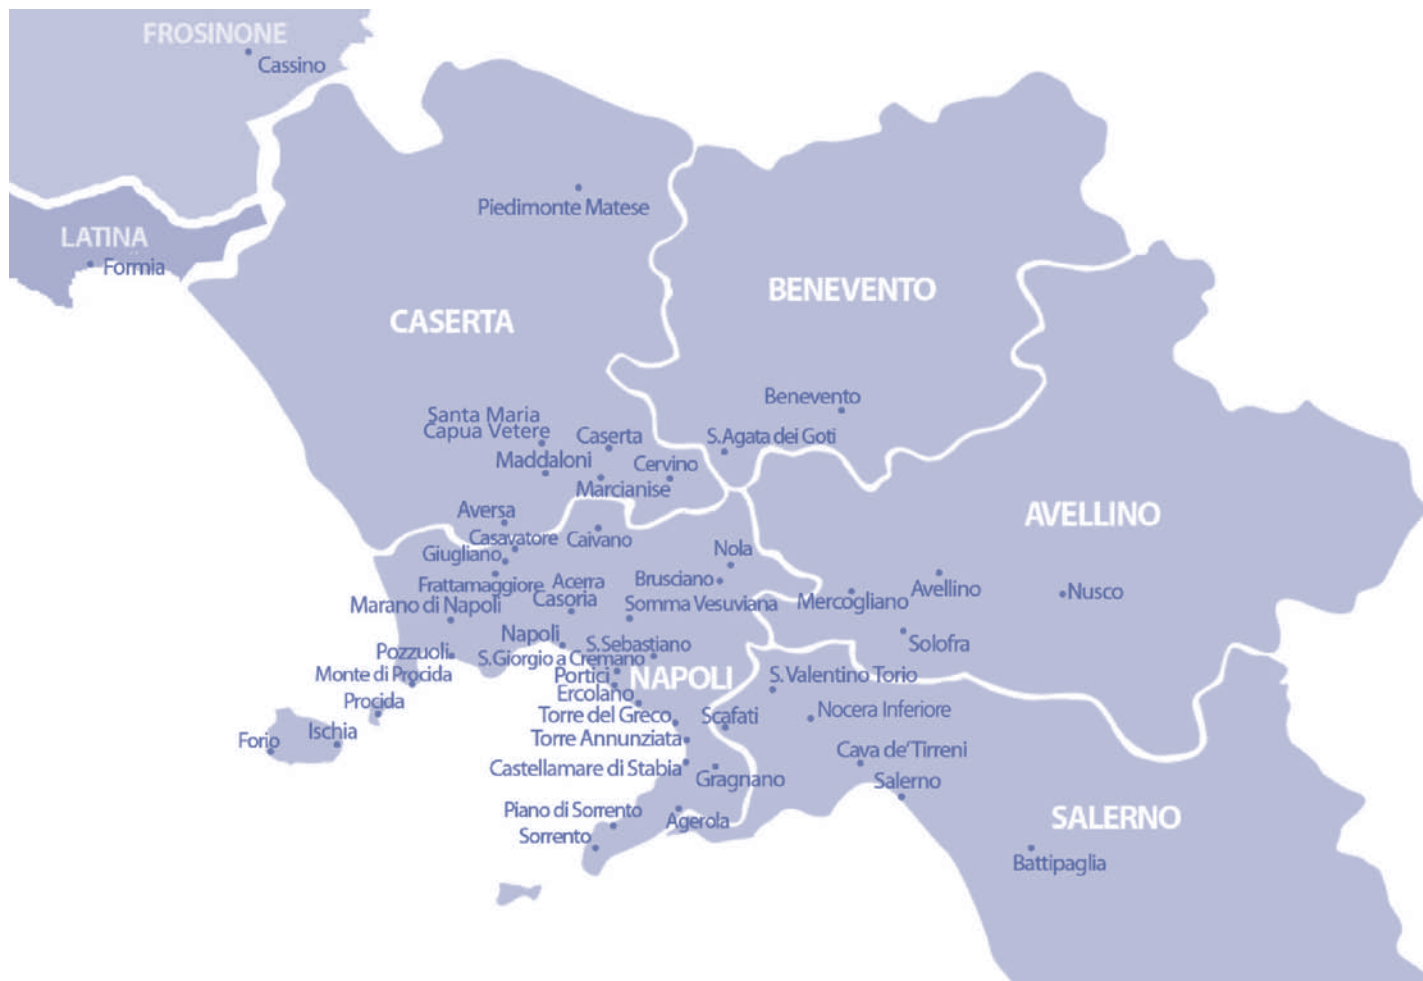 FROSINONE
Cassino
Piedimonte Matese
LATINA
Formia
BENEVENTO
CASERTA
Benevento
Santa Maria
Capua Vetere
Caserta
S.Agata dei Goti
Maddaloni
Cervino
Marcianise
Aversa
AVELLINO
Casavatore
Caivano
Giugliano
Nola
Frattamaggiore
Acerra
Brusciano
Avellino
Nusco
Marano di Napoli
Casoria
Somma Vesuviana
Mercogliano
Napoli
S.Sebastiano
Solofra
Pozzuoli
S.Giorgio a Cremano
Monte di Procida
Portici
NAPOLI
S.Valentino Torio
Procida
Ercolano
Torre del Greco
Scafati
Nocera Inferiore
Forio
Ischia
Torre Annunziata
Cava de'Tirreni
Castellamare di Stabia
Gragnano
Salerno
Piano di Sorrento
Agerola
SALERNO
Sorrento
Battipaglia